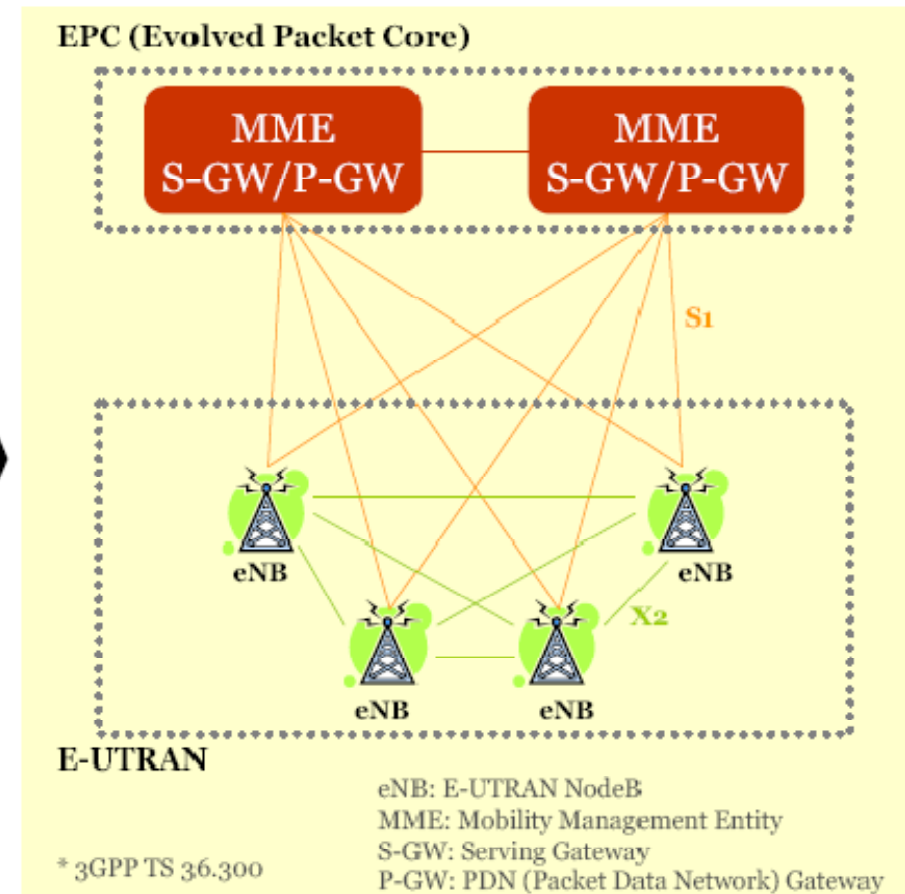 EPC (Evolved Packet Core)
MME
S-GW/P-GW
MME
S-GW/P-GW
S1
eNB
eNB
X2
eNB
eNB
E-UTRAN
eNB: E-UTRAN NodeB
MME: Mobility Management Entity
S-GW: Serving Gateway
P-GW: PDN (Packet Data Network) Gateway
* 3GPP TS 36.300